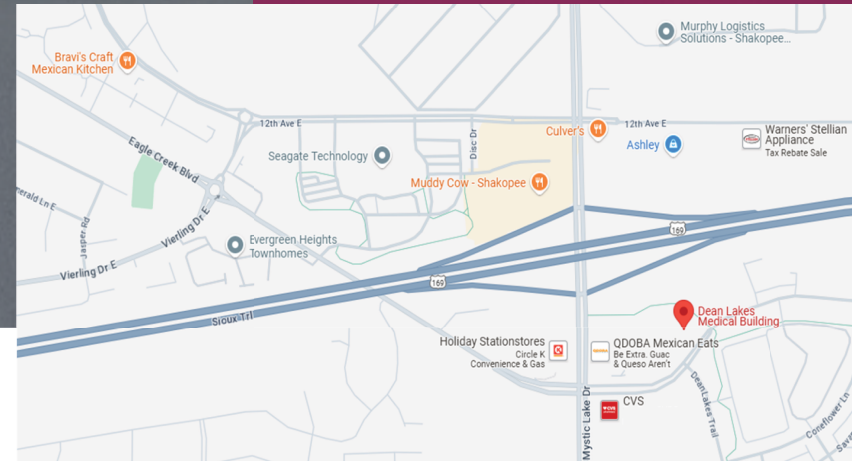 Murphy Logistics
Solutions - Shakopee...
Bravi's Craft
Mexican Kitchen
12th Ave E
12th Ave E
Culver's
Warners' Stellian
Appliance
Tax Rebate Sale
Ashley
Disc Dr
Eagle Creek Blvd
Seagate Technology
Muddy Cow - Shakopee
erald Ln E
Jasper Rd
Vierling Dr E
Evergreen Heights
Townhomes
169
Vierling Dr E
169
Sioux Trl
Dean Lakes
Medical Building
Holiday Stationstores
Circle K
Convenience & Gas
QDOBA Mexican Eats
Be Extra. Guac
& Queso Aren't
Mystic Lake Dr
CVS
Dean Lakes Trail
Coneflower Ln